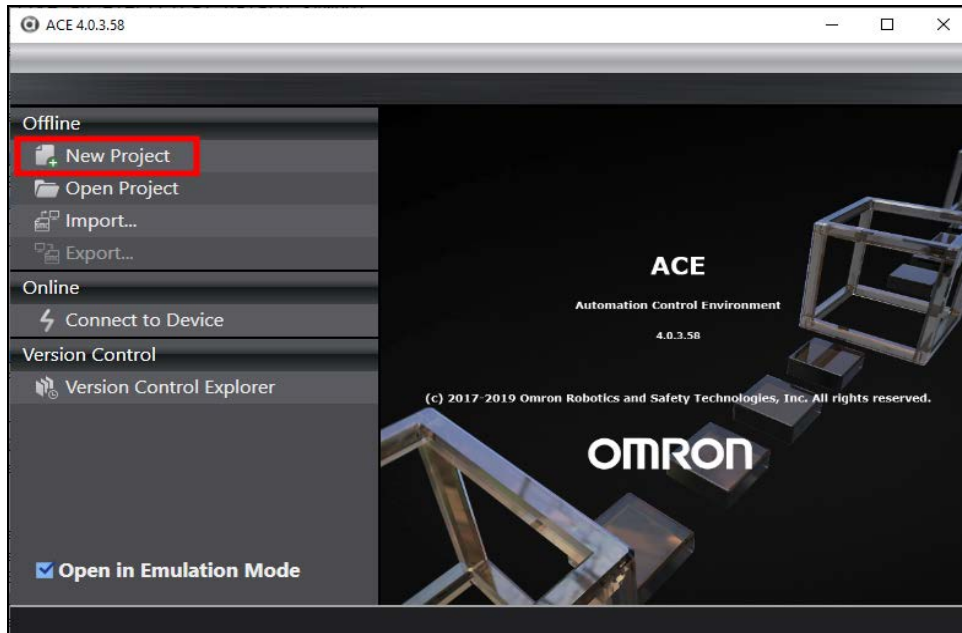 ACE 4.0.3.58
Offline
New Project
Open Project
Import...
Export...
Online
Connect to Device
Version Control
Version Control Explorer
Open in Emulation Mode
ACE
Automation Control Environment
4.0.3.58
(c) 2017-2019 Omron Robotics and Safety Technologies, Inc. All rights reserved.
OMRON